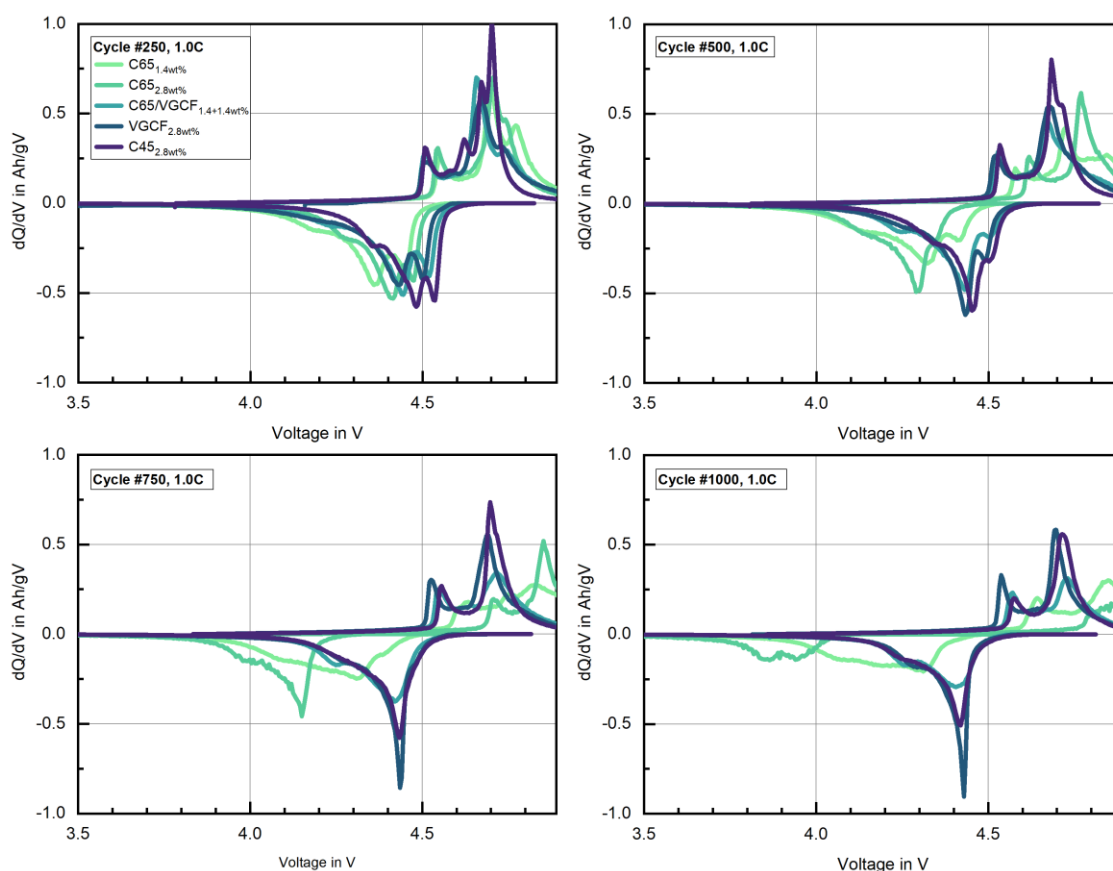 Cycle #250, 1.0C
C65 1.4wt%
C65 2.8wt%
C65/VGCF 1.4+1.4wt%
VGCF 2.8wt%
C45 2.8wt%
dQ/dV in Ah/gV
1.0
0.5
0.0
-0.5
-1.0
3.5 4.0 4.5
Voltage in V
Cycle #500, 1.0C
dQ/dV in Ah/gV
1.0
0.5
0.0
-0.5
-1.0
3.5 4.0 4.5
Voltage in V
Cycle #750, 1.0C
dQ/dV in Ah/gV
1.0
0.5
0.0
-0.5
-1.0
3.5 4.0 4.5
Voltage in V
Cycle #1000, 1.0C
dQ/dV in Ah/gV
1.0
0.5
0.0
-0.5
-1.0
3.5 4.0 4.5
Voltage in V